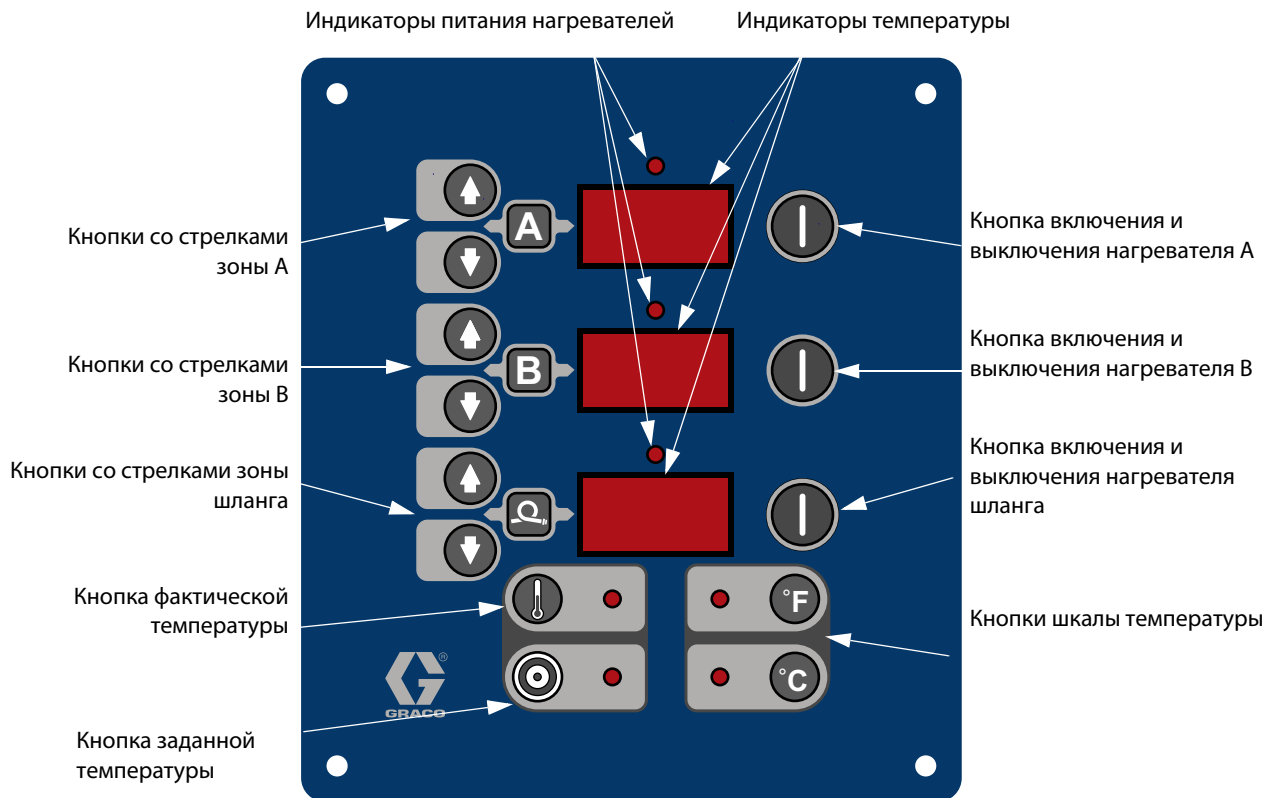 Индикаторы питания нагревателей
Индикаторы температуры
Кнопки со стрелками
зоны A
A
Кнопка включения и
выключения нагревателя A
Кнопки со стрелками
зоны B
B
Кнопка включения и
выключения нагревателя B
Кнопки со стрелками зоны
шланга
Кнопка включения и
выключения нагревателя
шланга
Кнопка фактической
температуры
°F
Кнопки шкалы температуры
°C
®
GRACO
Кнопка заданной
температуры